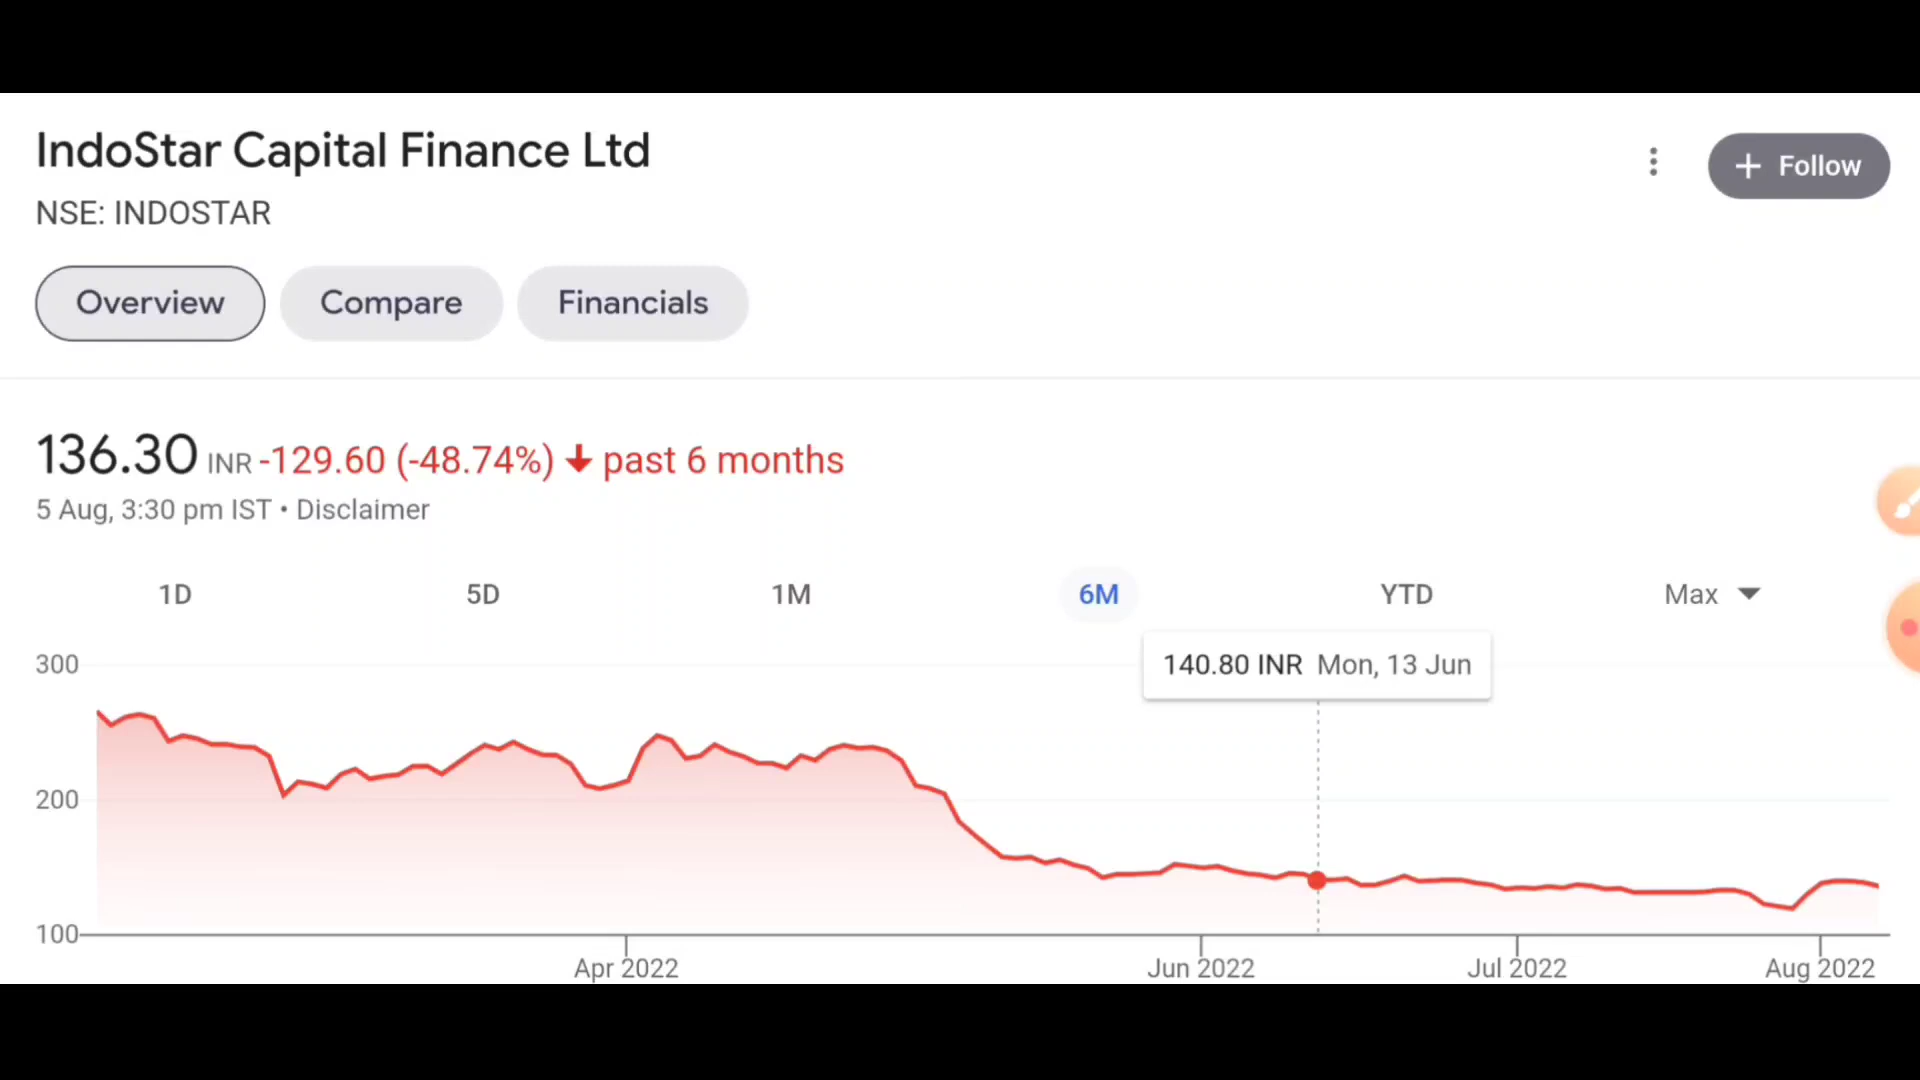 IndoStar Capital Finance Ltd
+ Follow
NSE: INDOSTAR
Overview Compare Financials
136.30 INR -129.60 (-48.74%) ↓ past 6 months
5 Aug, 3:30 pm IST • Disclaimer
1D 5D 1M 6M YTD Max
140.80 INR Mon, 13 Jun
300
200
100
Apr 2022 Jun 2022 Jul 2022 Aug 2022